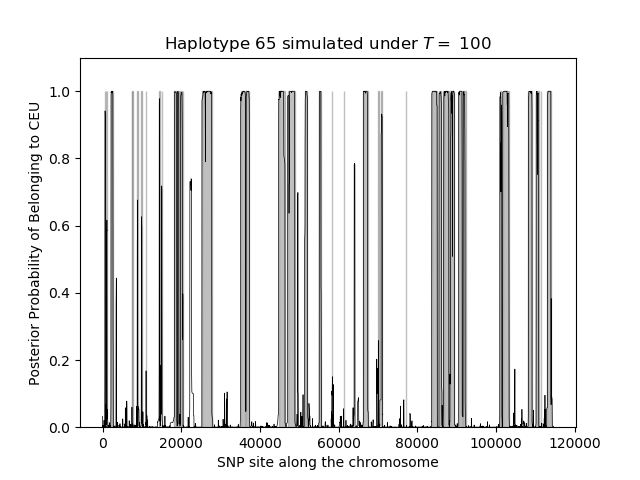 Haplotype 65 simulated under T = 100
Posterior Probability of Belonging to CEU
1.0
0.8
0.6
0.4
0.2
0.0
0 20000 40000 60000 80000 100000 120000
SNP site along the chromosome